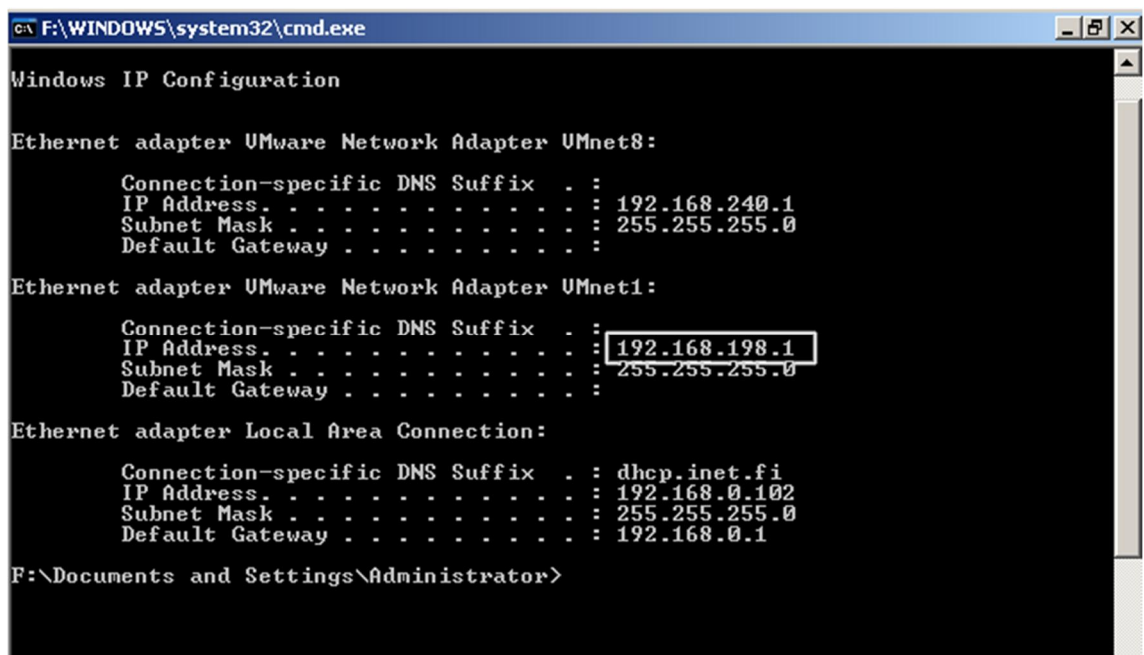 F:\WINDOWS\system32\cmd.exe
Windows IP Configuration
Ethernet adapter VMware Network Adapter VMnet8:
Connection-specific DNS Suffix . :
IP Address. . . . . . . . . . . . : 192.168.240.1
Subnet Mask . . . . . . . . . . . : 255.255.255.0
Default Gateway . . . . . . . . . :
Ethernet adapter VMware Network Adapter VMnet1:
Connection-specific DNS Suffix . :
IP Address. . . . . . . . . . . . : 192.168.198.1
Subnet Mask . . . . . . . . . . . : 255.255.255.0
Default Gateway . . . . . . . . . :
Ethernet adapter Local Area Connection:
Connection-specific DNS Suffix . : dhcp.inet.fi
IP Address. . . . . . . . . . . . : 192.168.0.102
Subnet Mask . . . . . . . . . . . : 255.255.255.0
Default Gateway . . . . . . . . . : 192.168.0.1
F:\Documents and Settings\Administrator>